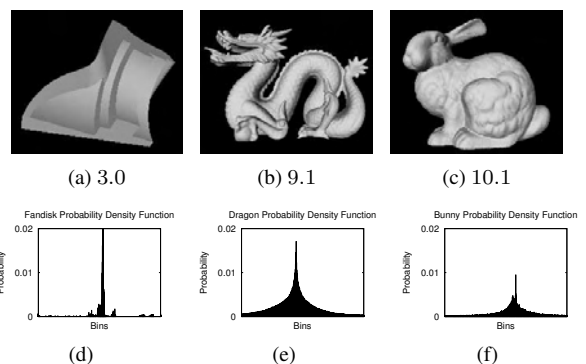 (a) 3.0
(b) 9.1
(c) 10.1
Fandisk Probability Density Function
0.02
0.01
0
Probability
Bins
(d)
Dragon Probability Density Function
0.02
0.01
0
Probability
Bins
(e)
Bunny Probability Density Function
0.02
0.01
0
Probability
Bins
(f)